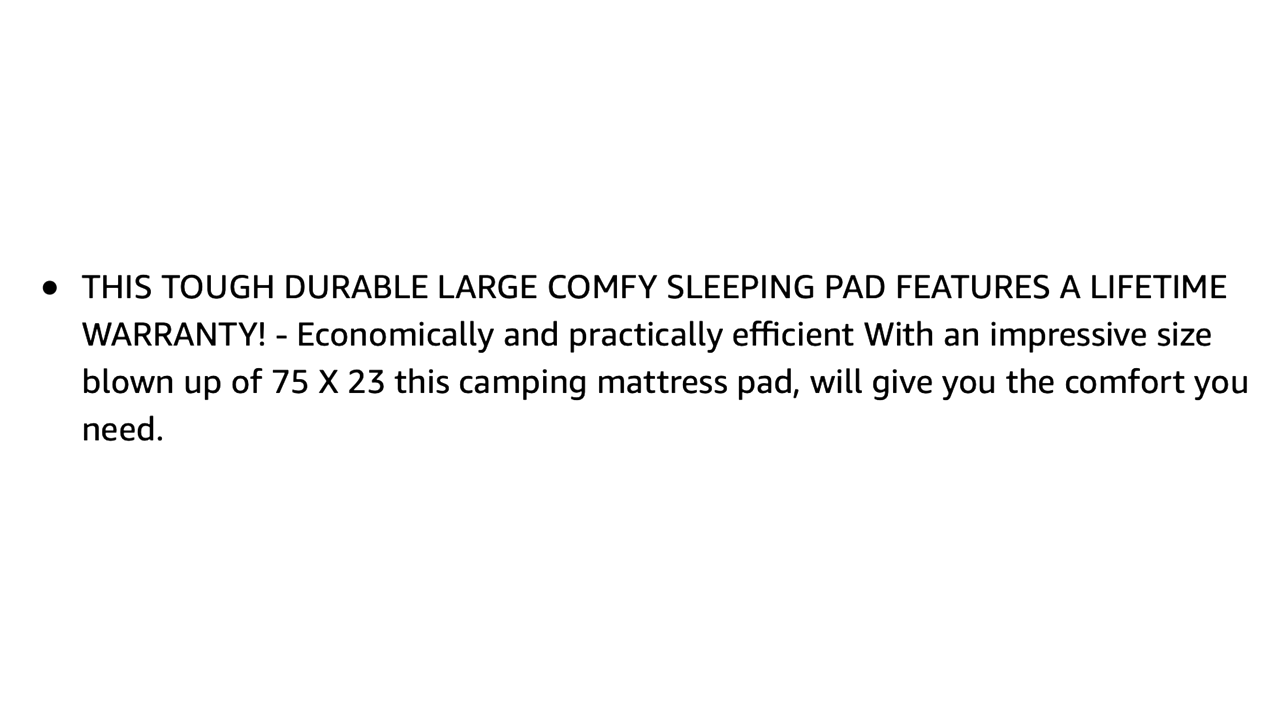 ● THIS TOUGH DURABLE LARGE COMFY SLEEPING PAD FEATURES A LIFETIME
WARRANTY! - Economically and practically efficient With an impressive size
blown up of 75 X 23 this camping mattress pad, will give you the comfort you
need.